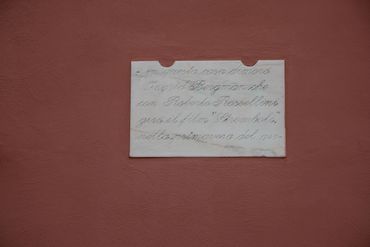 in questa casa dimorò
Ingrid Bergman che
con Roberto Rossellini
girò il film "Stromboli"
nella primavera del